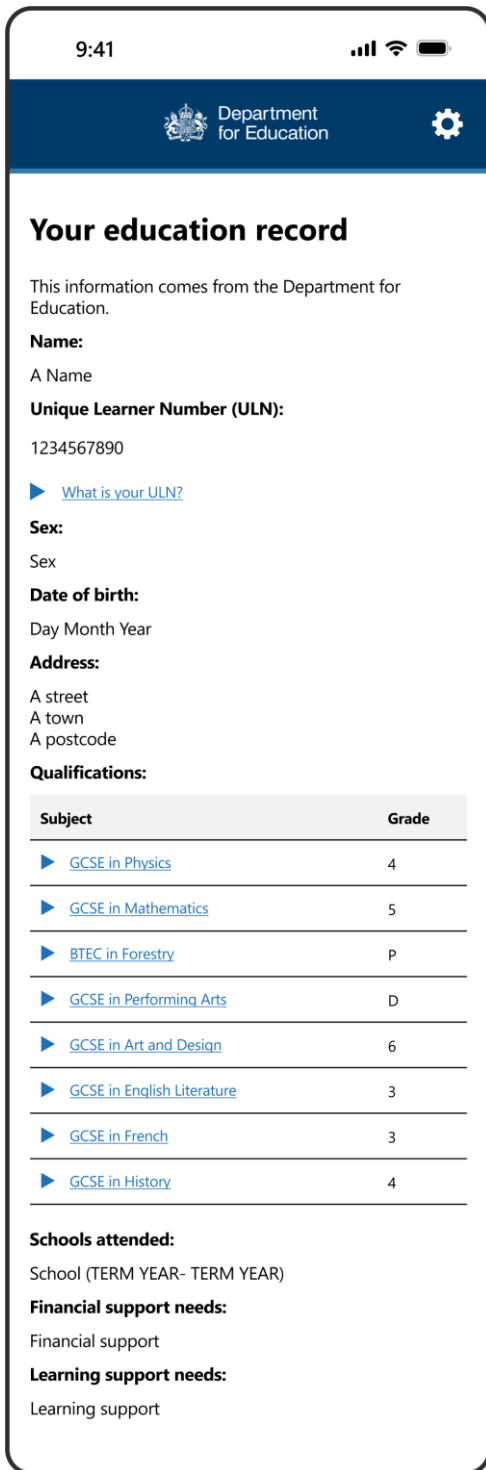 9:41
Department
for Education
Your education record
This information comes from the Department for
Education.
Name:
A Name
Unique Learner Number (ULN):
1234567890
What is your ULN?
Sex:
Sex
Date of birth:
Day Month Year
Address:
A street
A town
A postcode
Qualifications:
Subject Grade
GCSE in Physics 4
GCSE in Mathematics 5
BTEC in Forestry P
GCSE in Performing Arts D
GCSE in Art and Design 6
GCSE in English Literature 3
GCSE in French 3
GCSE in History 4
Schools attended:
School (TERM YEAR- TERM YEAR)
Financial support needs:
Financial support
Learning support needs:
Learning support